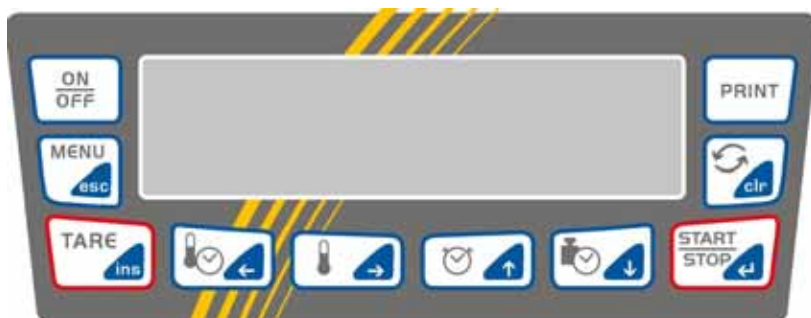 ON
OFF
PRINT
MENU
esc
clr
TARE
ins
START
STOP